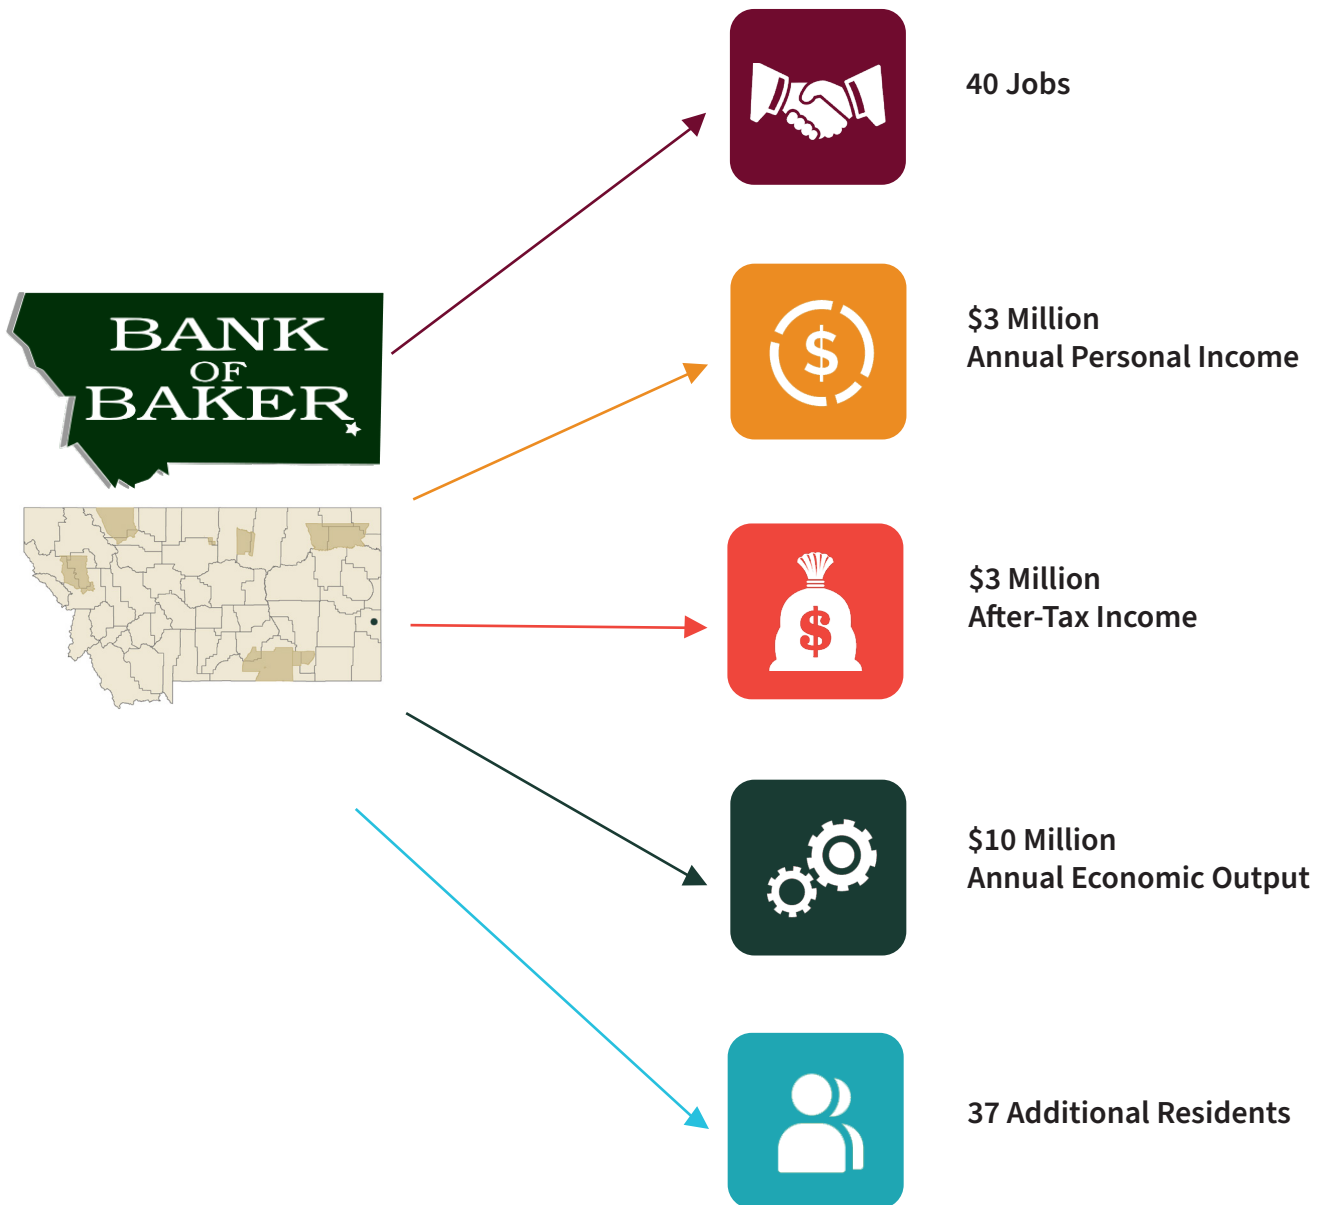 BANK
OF
BAKER
40 Jobs
$3 Million
Annual Personal Income
$
$3 Million
After-Tax Income
$
$10 Million
Annual Economic Output
37 Additional Residents